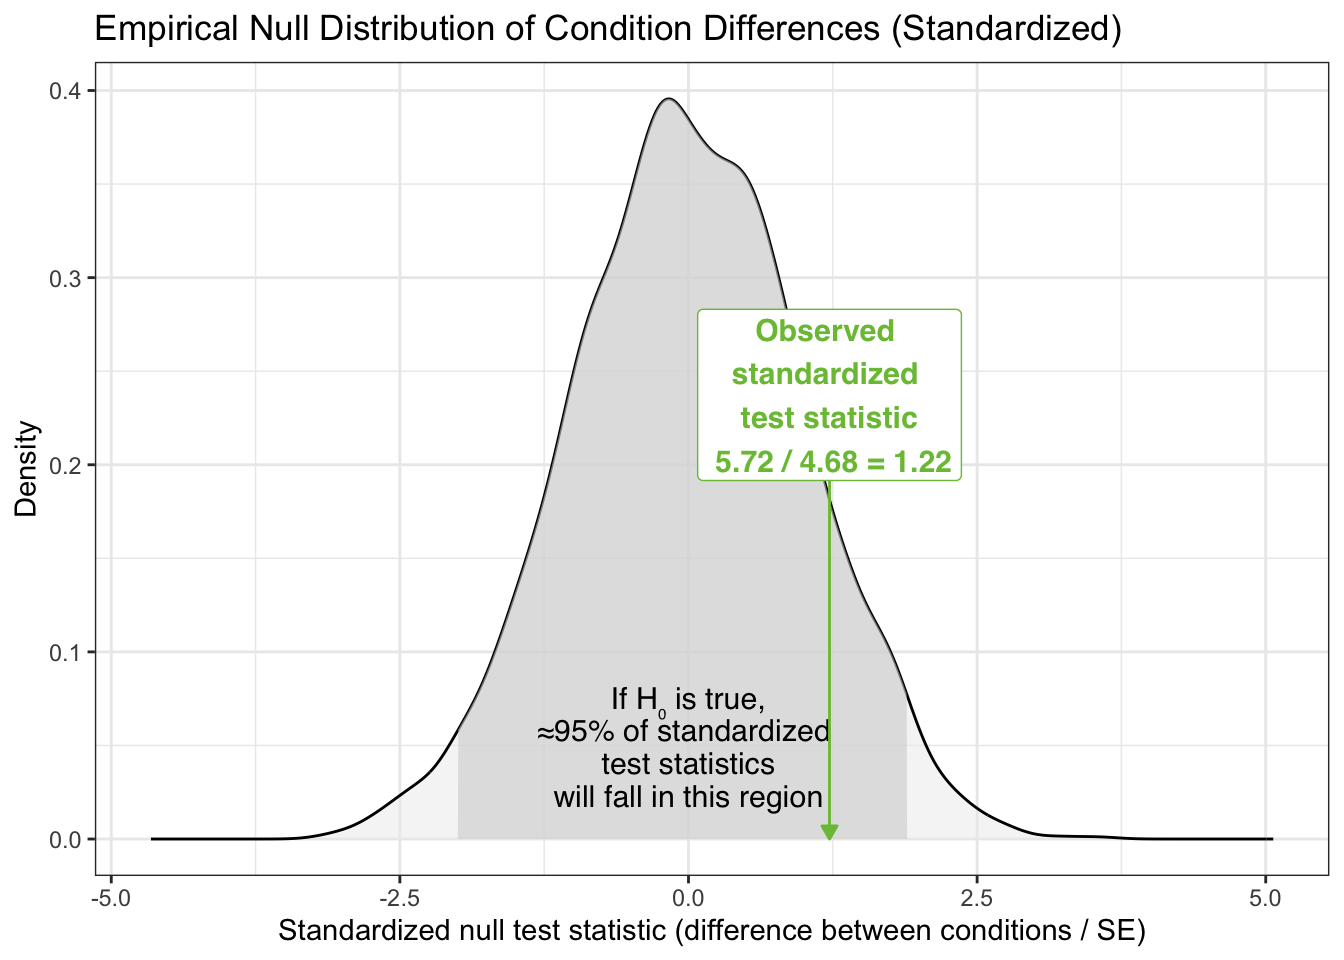 Empirical Null Distribution of Condition Differences (Standardized)
0.4
0.3
0.2
0.1
0.0
Density
Observed
standardized
test statistic
5.72 / 4.68 = 1.22
If H₀ is true,
≈95% of standardized
test statistics
will fall in this region
-5.0
-2.5
0.0
2.5
5.0
Standardized null test statistic (difference between conditions / SE)